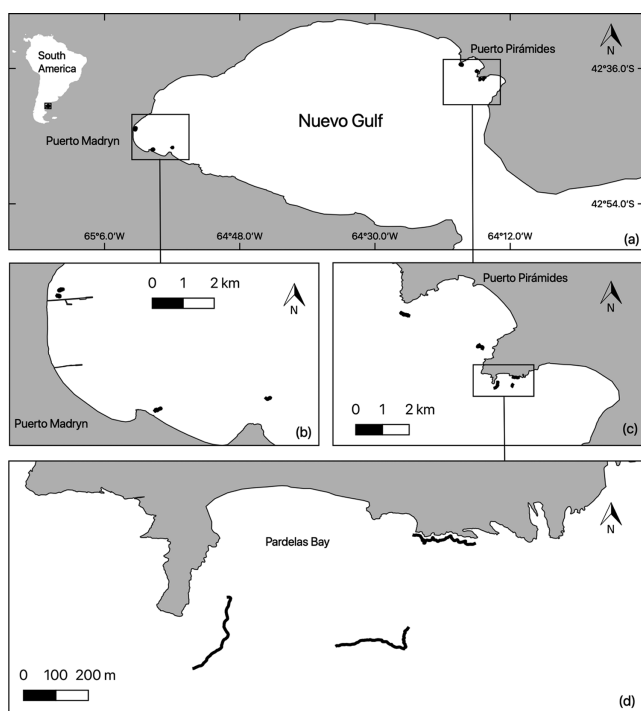 South
America
Puerto Pirámides
N
42°36.0'S
Nuevo Gulf
Puerto Madryn
42°54.0'S
65°6.0'W
64°48.0'W
64°30.0'W
64°12.0'W
(a)
0 1 2 km
N
Puerto Madryn
(b)
Puerto Pirámides
N
0 1 2 km
(c)
N
Pardelas Bay
0 100 200 m
(d)